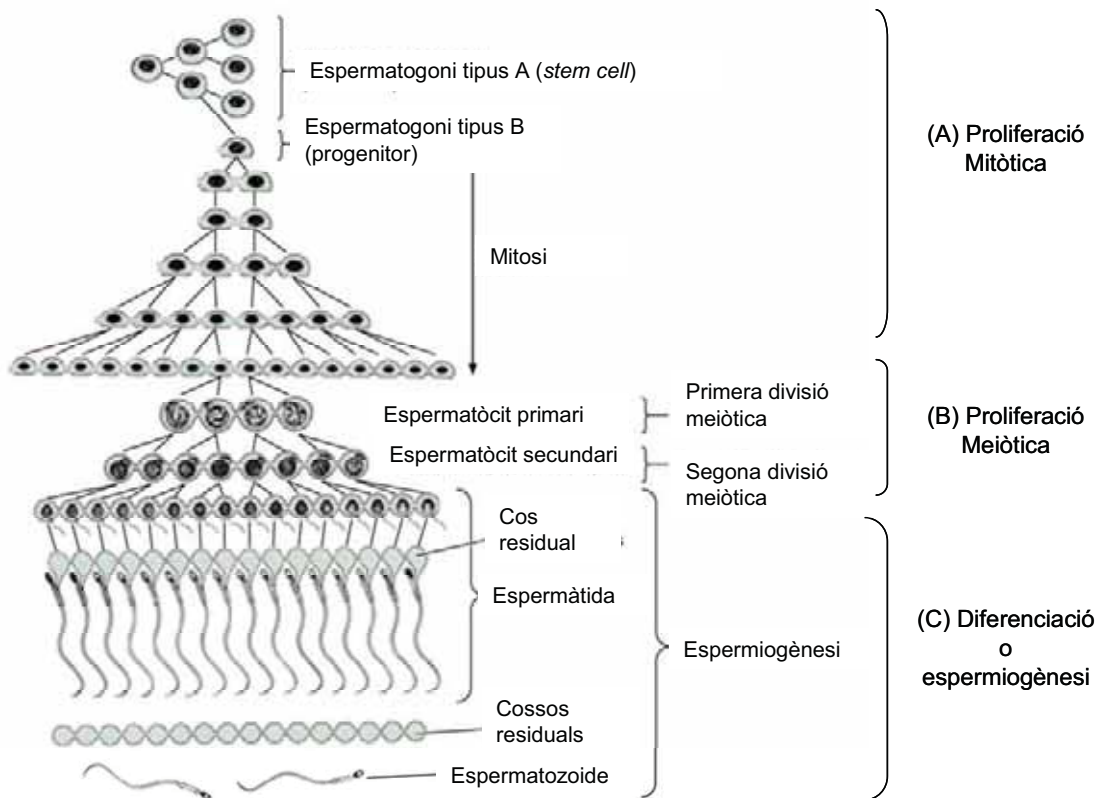 Espermatogoni tipus A (stem cell)
Espermatogoni tipus B
(progenitor)
(A) Proliferació
Mitòtica
Mitosi
Espermatòcit primari
Primera divisió
meiòtica
(B) Proliferació
Meiòtica
Espermatòcit secundari
Segona divisió
meiòtica
Cos
residual
Espermàtida
Espermiogènesi
(C) Diferenciació
o
espermiogènesi
Cossos
residuals
Espermatozoide